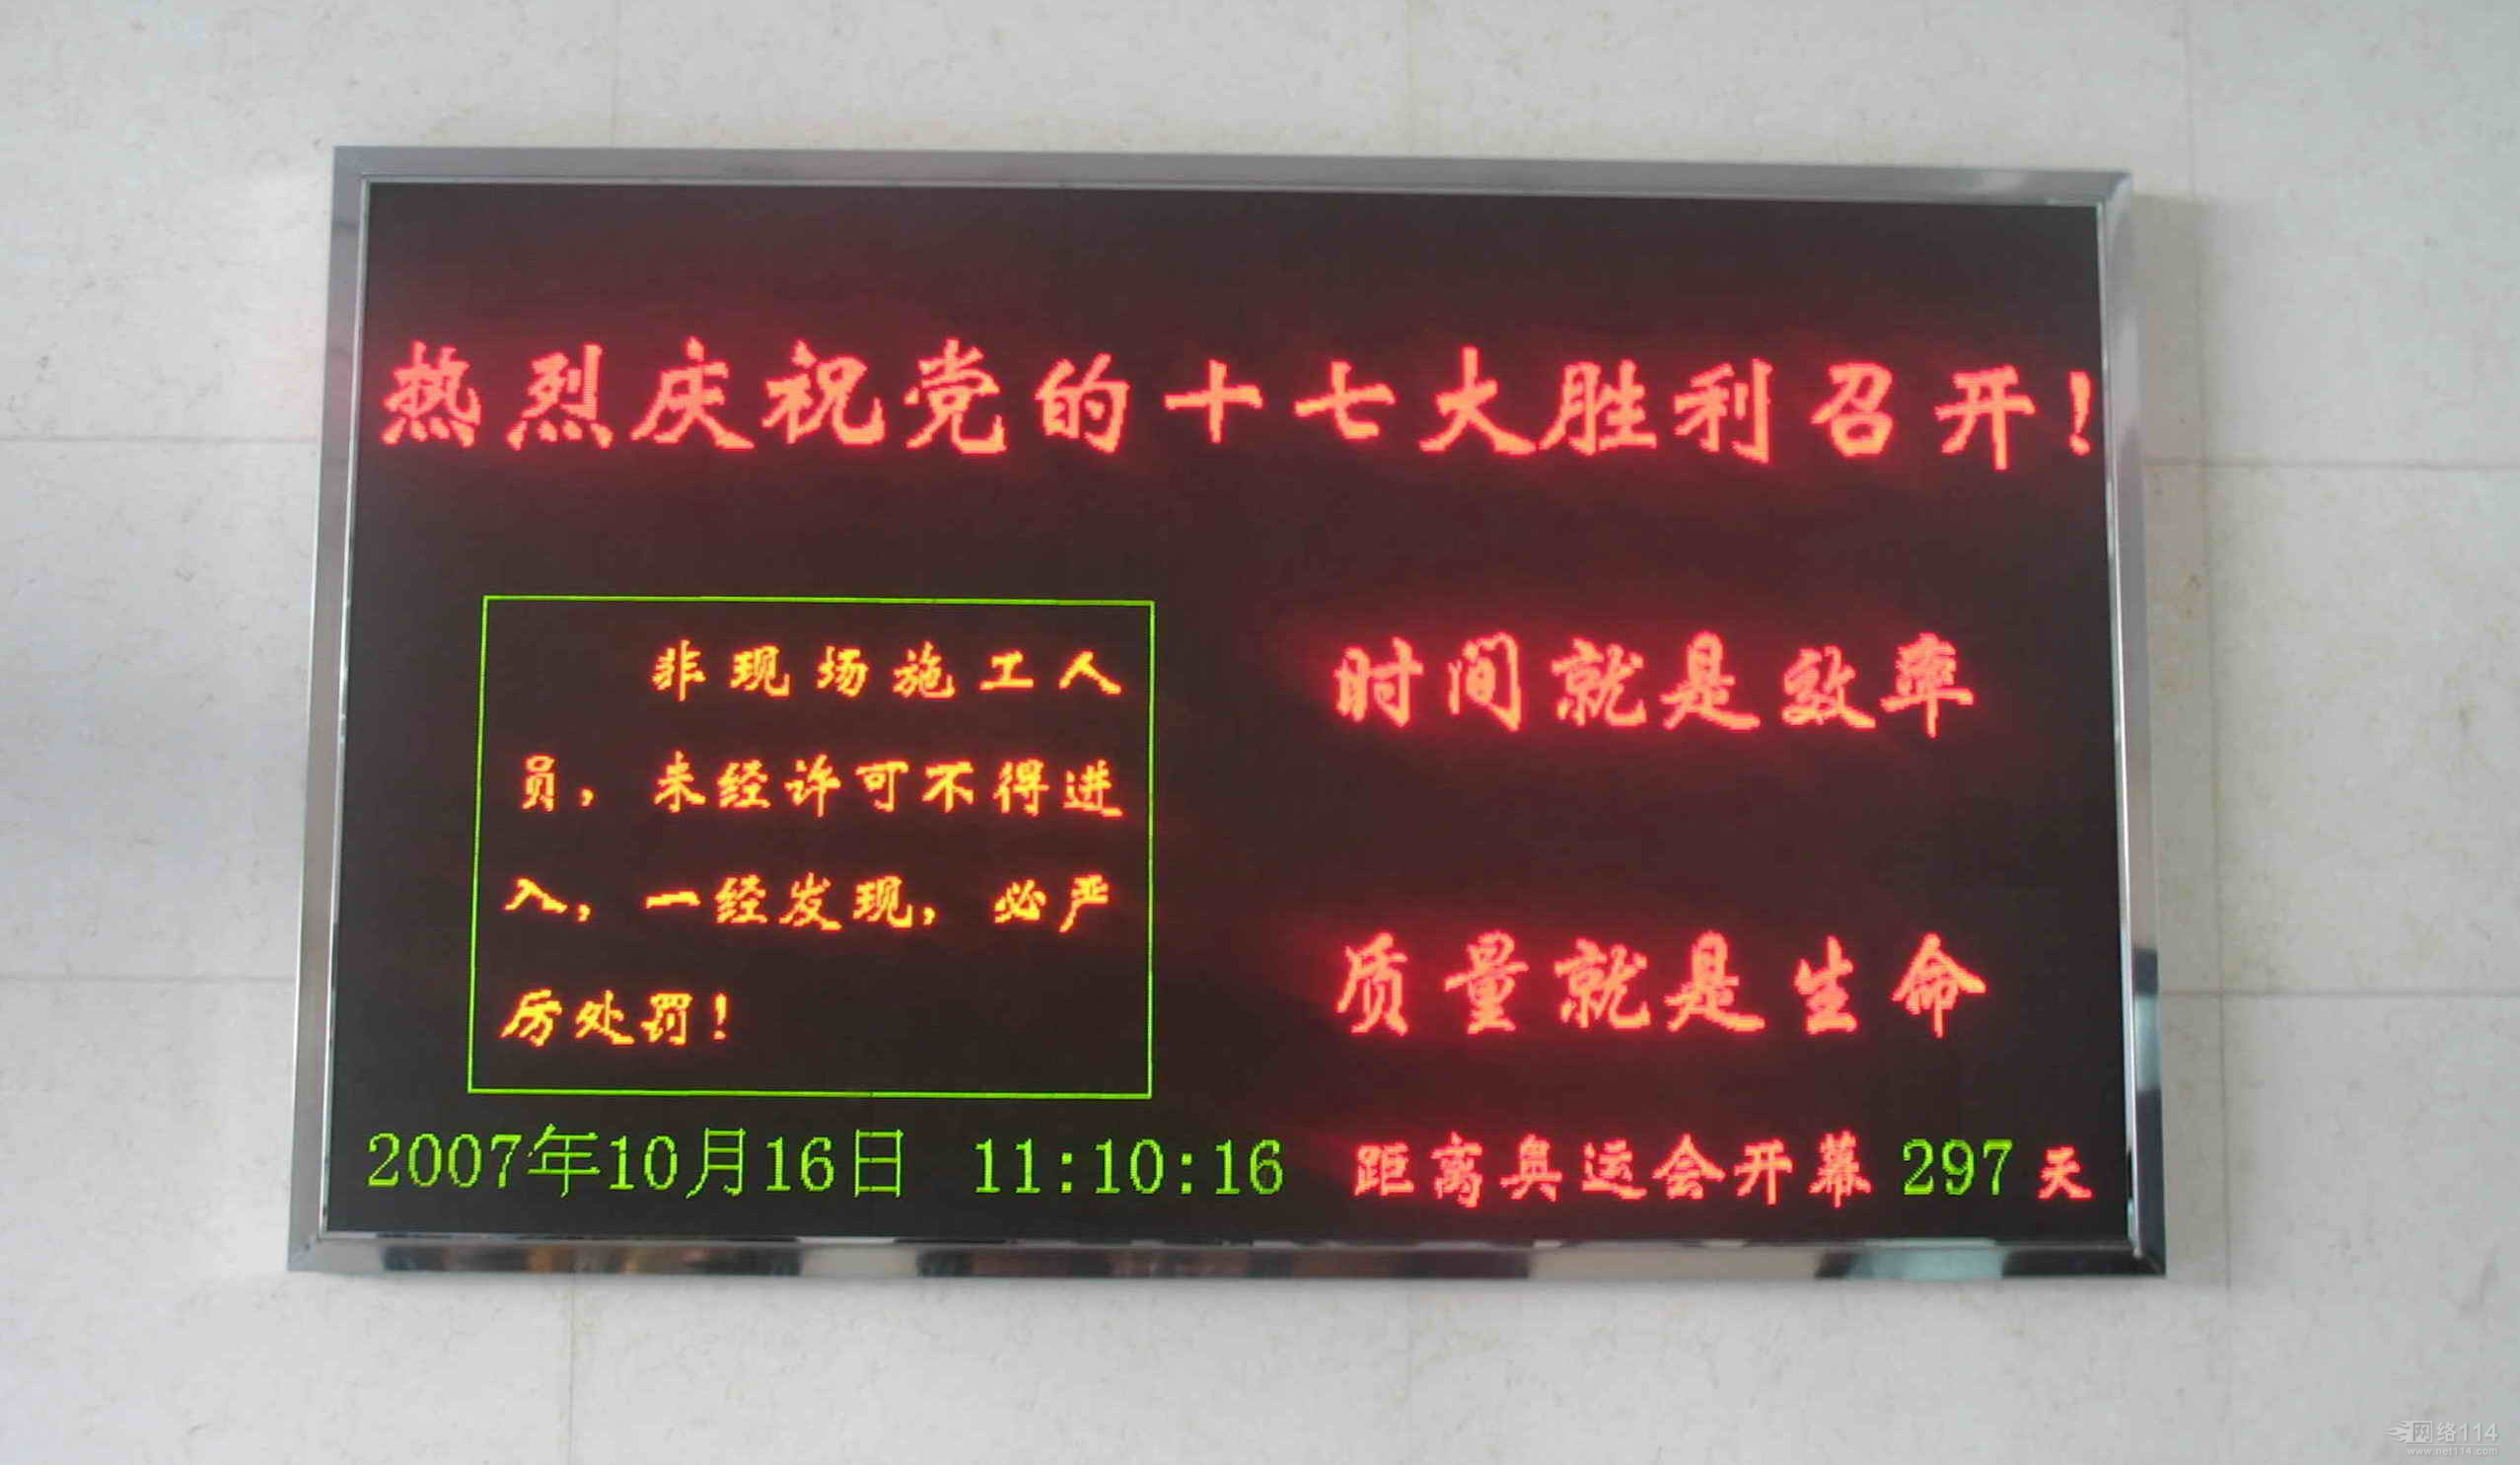 热烈庆祝党的十七大胜利召开!
非现场施工人
员，未经许可不得进
入，一经发现，必严
厉处罚！
时间就是效率
质量就是生命
2007年10月16日 11:10:16
距离奥运会开幕 297 天
网络114
www.net114.com